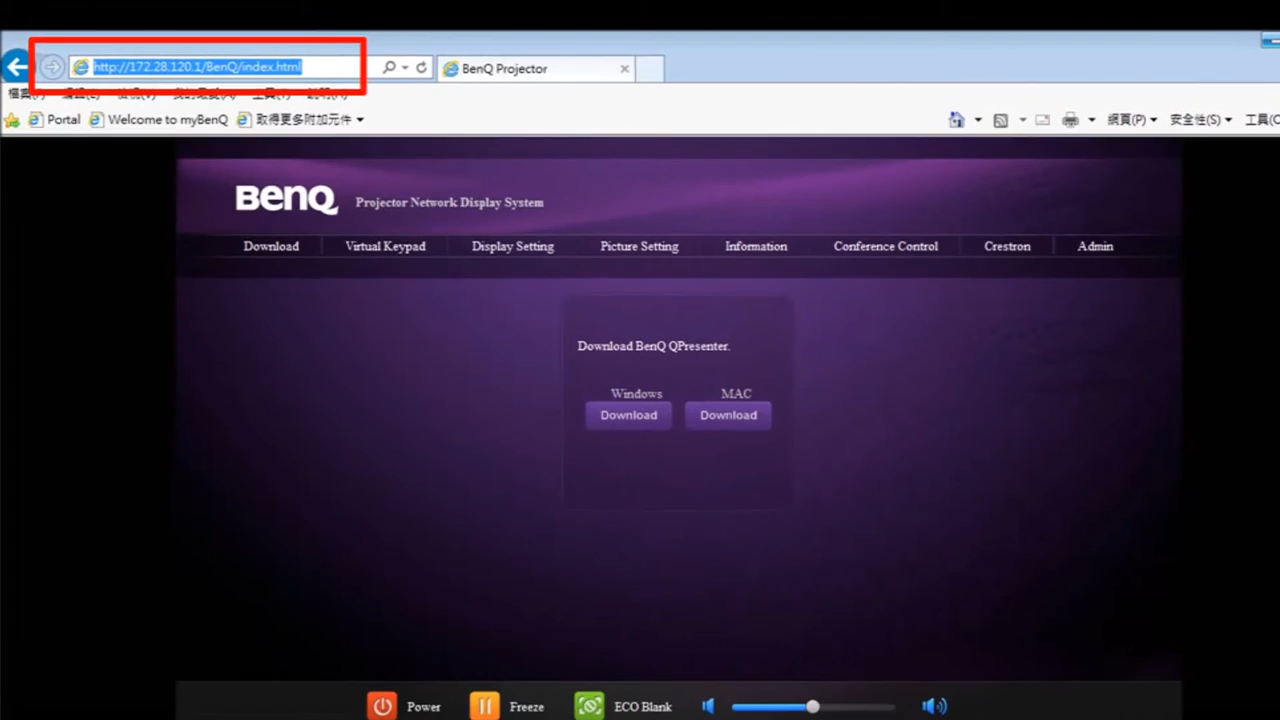 http://172.28.120.1/BenQ/index.html
BenQ Projector
Portal Welcome to myBenQ 取得更多附加元件
網頁(P) 安全性(S)
BenQ Projector Network Display System
Download Virtual Keypad Display Setting Picture Setting Information Conference Control Crestron Admin
Download BenQ QPresenter.
Windows MAC
Download Download
Power Freeze ECO Blank